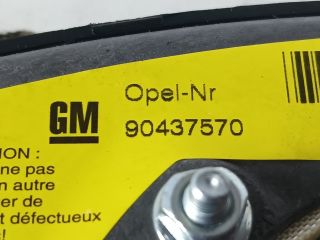 GM
Opel-Nr
90437570
ION :
ne pas
n autre
er de
t défectueux
s!